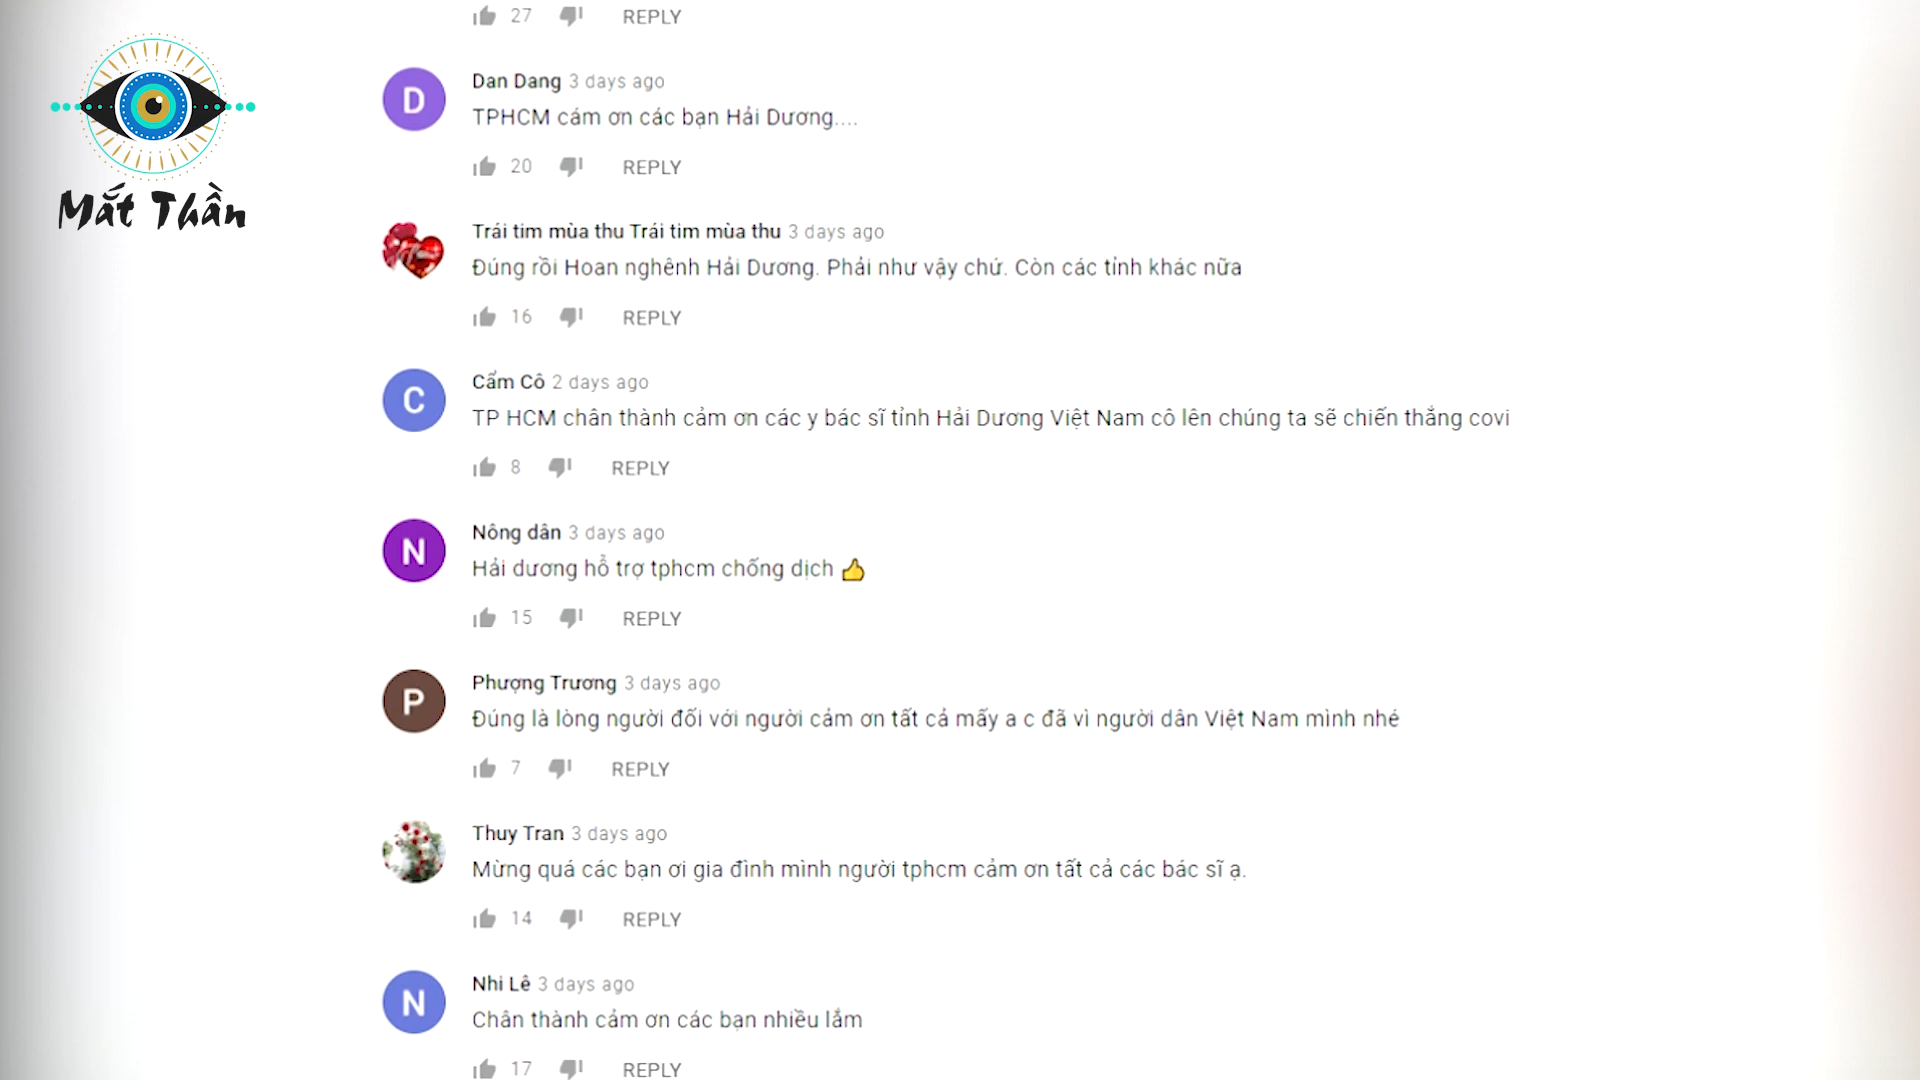 27 REPLY
Mắt Thần
D
Dan Dang 3 days ago
TPHCM cám ơn các bạn Hải Dương....
20 REPLY
Trái tim mùa thu Trái tim mùa thu 3 days ago
Đúng rồi Hoan nghênh Hải Dương. Phải như vậy chứ. Còn các tỉnh khác nữa
16 REPLY
C
Cẩm Cô 2 days ago
TP HCM chân thành cảm ơn các y bác sĩ tỉnh Hải Dương Việt Nam cô lên chúng ta sẽ chiến thắng covi
8 REPLY
N
Nông dân 3 days ago
Hải dương hỗ trợ tphcm chống dịch 👍
15 REPLY
P
Phượng Trương 3 days ago
Đúng là lòng người đối với người cảm ơn tất cả mấy a c đã vì người dân Việt Nam mình nhé
7 REPLY
Thuy Tran 3 days ago
Mừng quá các bạn ơi gia đình mình người tphcm cảm ơn tất cả các bác sĩ ạ.
14 REPLY
N
Nhi Lê 3 days ago
Chân thành cảm ơn các bạn nhiều lắm
17 REPLY